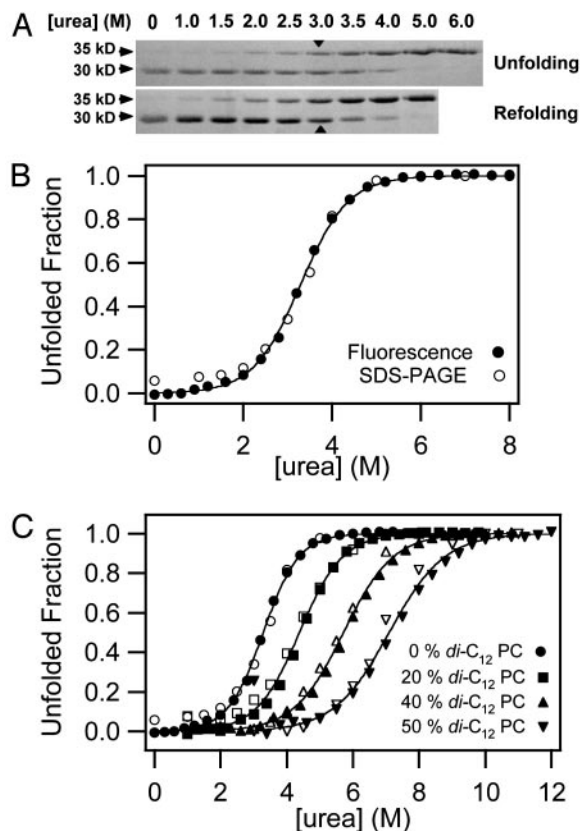 A
[urea] (M) 0 1.0 1.5 2.0 2.5 3.0 3.5 4.0 5.0 6.0
35 kD
30 kD
Unfolding
35 kD
30 kD
Refolding
B
Unfolded Fraction
1.0
0.8
0.6
0.4
0.2
0.0
Fluorescence
SDS-PAGE
0 2 4 6 8
[urea] (M)
C
Unfolded Fraction
1.0
0.8
0.6
0.4
0.2
0.0
0 % di-C12 PC
20 % di-C12 PC
40 % di-C12 PC
50 % di-C12 PC
0 2 4 6 8 10 12
[urea] (M)